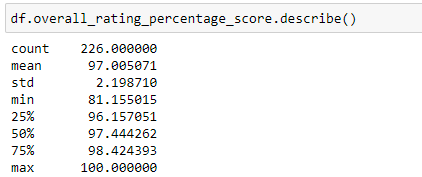 df.overall_rating_percentage_score.describe()
count    226.000000
mean      97.005071
std        2.198710
min       81.155015
25%       96.157051
50%       97.444262
75%       98.424393
max      100.000000